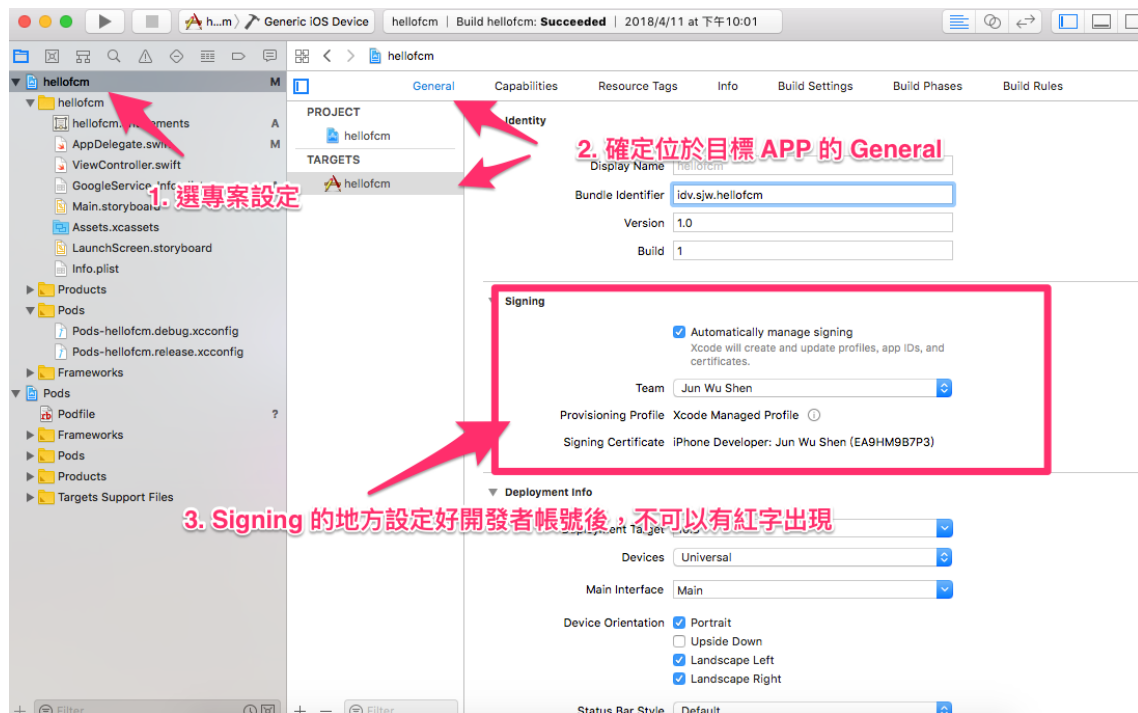 h...m
Generic iOS Device
hellofcm | Build hellofcm: Succeeded | 2018/4/11 at 下午10:01
hellofcm
hellofcm M
General
Capabilities
Resource Tags
Info
Build Settings
Build Phases
Build Rules
hellofcm
hellofcm. A
AppDelegate.swift M
ViewController.swift
Main.storyboard
Assets.xcassets
LaunchScreen.storyboard
Info.plist
Products
Pods
Pods-hellofcm.debug.xcconfig
Pods-hellofcm.release.xcconfig
Frameworks
Pods
Podfile ?
Frameworks
Pods
Products
Targets Support Files
Filter
1. 選專案設定
PROJECT
hellofcm
TARGETS
hellofcm
Filter
Identity
2. 確定位於目標 APP 的 General
Display Name hellofcm
Bundle Identifier idv.sjw.hellofcm
Version 1.0
Build 1
Signing
Automatically manage signing
Xcode will create and update profiles, app IDs, and
certificates.
Team Jun Wu Shen
Provisioning Profile Xcode Managed Profile
Signing Certificate iPhone Developer: Jun Wu Shen (EA9HM9B7P3)
Deployment Info
3. Signing 的地方設定好開發者帳號後，不可以有紅字出現
Deployment Target
Devices Universal
Main Interface Main
Device Orientation Portrait
Upside Down
Landscape Left
Landscape Right
Status Bar Style Default